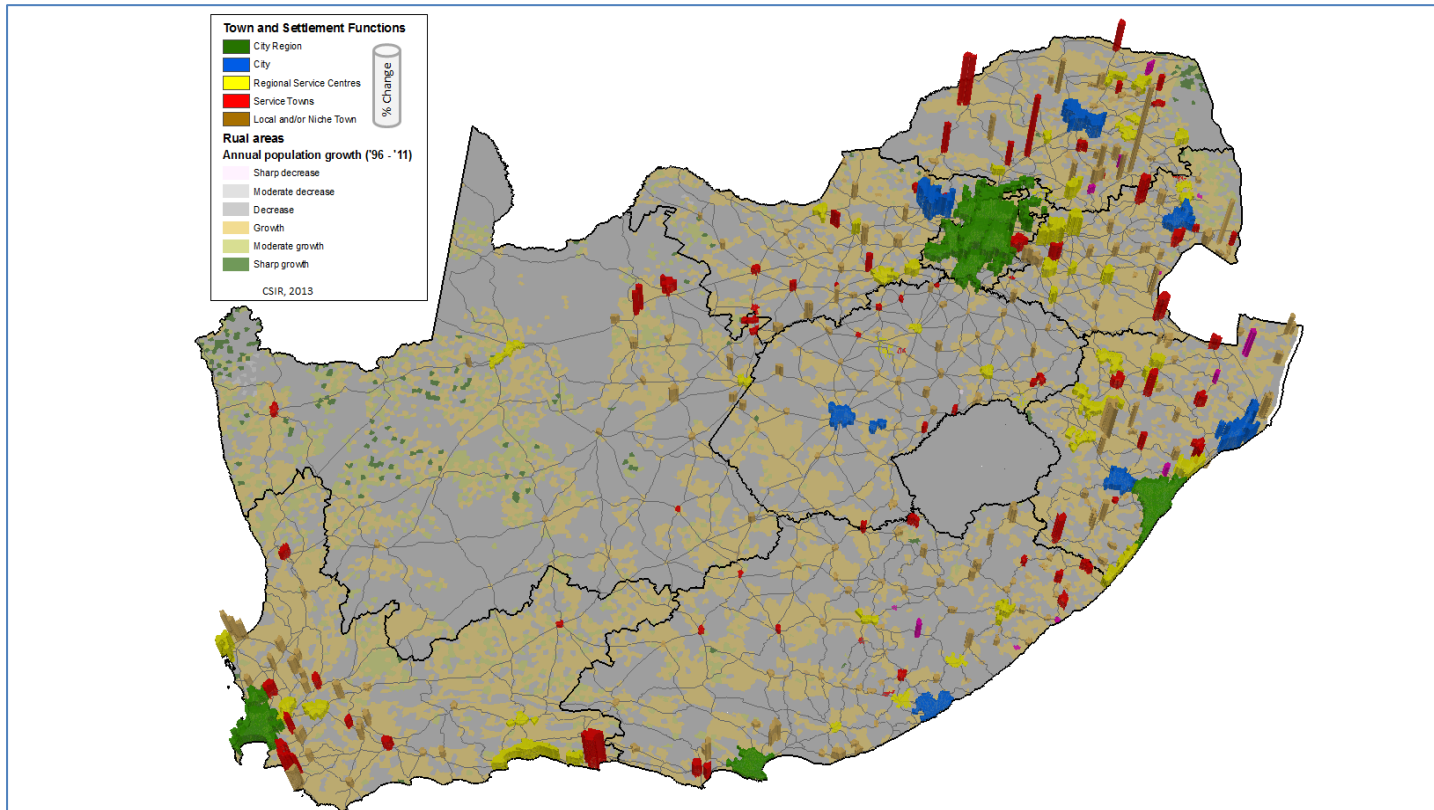 Town and Settlement Functions
City Region
City
Regional Service Centres
Service Towns
Local and/or Niche Town
% Change
Rual areas
Annual population growth ('96 - '11)
Sharp decrease
Moderate decrease
Decrease
Growth
Moderate growth
Sharp growth
CSIR, 2013